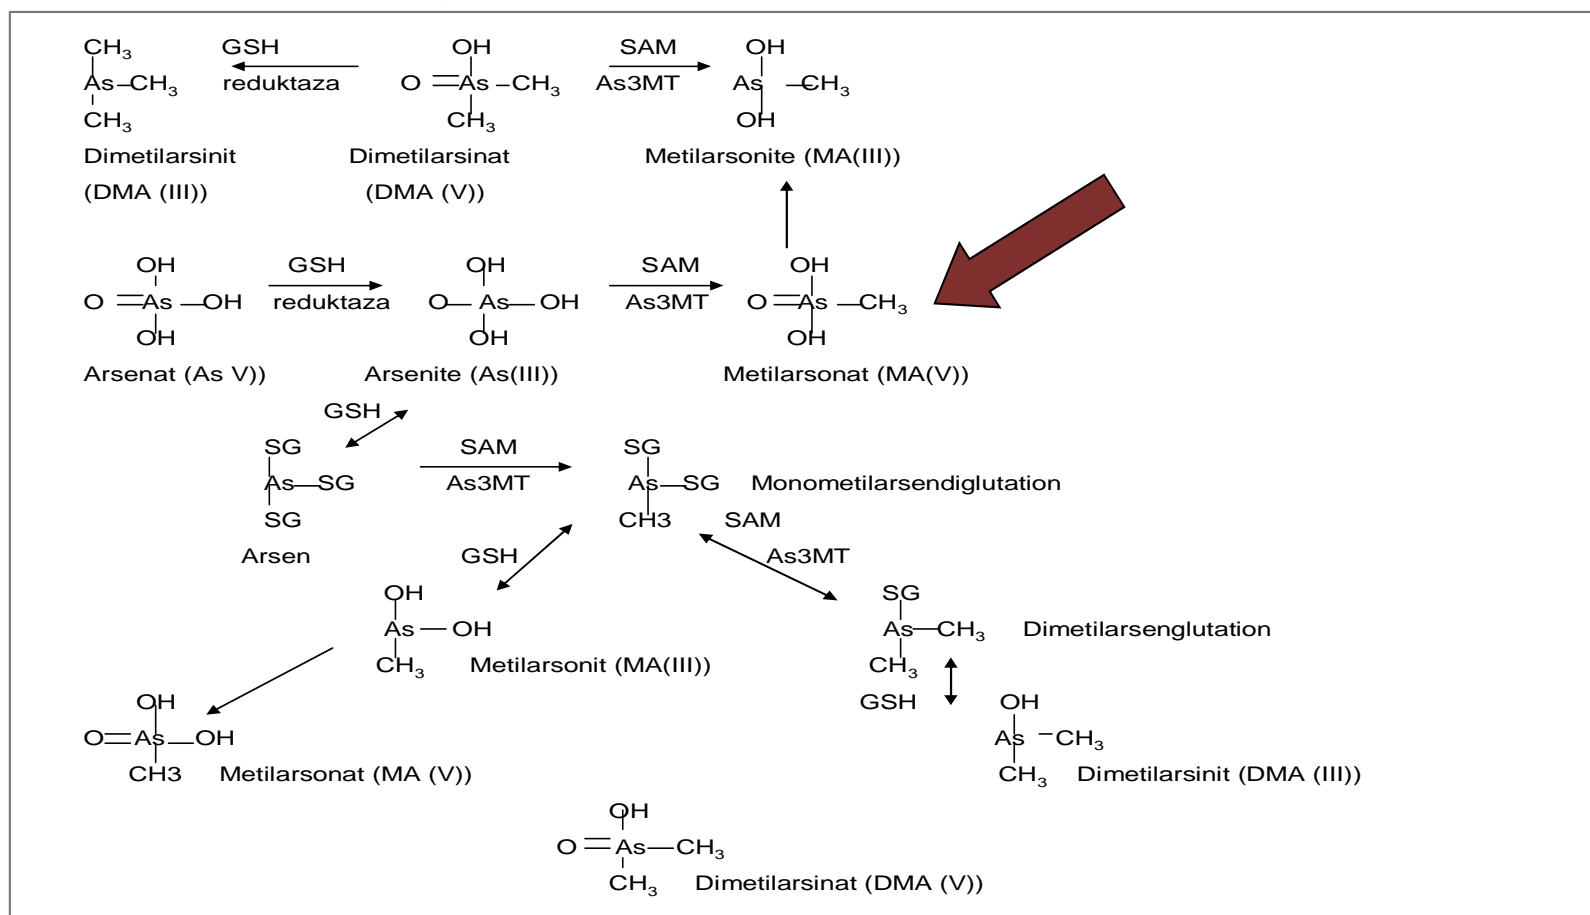 CH3 GSH OH SAM OH
As CH3 reduktaza O As CH3 As3MT As CH3
CH3 CH3 OH
Dimetilarsinit Dimetilarsinat Metilarsonite (MA(III))
(DMA (III)) (DMA (V))
OH GSH OH SAM OH
O As OH reduktaza O As OH As3MT O As CH3
OH OH OH
Arsenat (As V)) Arsenite (As(III)) Metilarsonat (MA(V))
GSH
SG SAM SG
As SG As3MT As SG Monometilarsendiglutation
SG CH3 SAM
Arsen GSH As3MT
OH SG
As OH As CH3 Dimetilarsenglutation
CH3 Metilarsonit (MA(III)) CH3
OH GSH OH
O As OH As CH3
CH3 Metilarsonat (MA (V)) CH3 Dimetilarsinit (DMA (III))
OH
O As CH3
CH3 Dimetilarsinat (DMA (V))